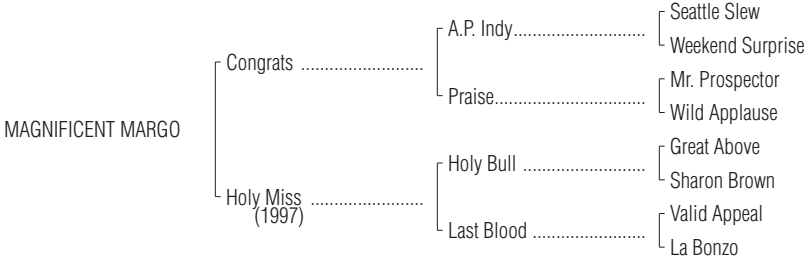 Seattle Slew
A.P. Indy..............................
Weekend Surprise
Congrats ............................
Mr. Prospector
Praise...................................
Wild Applause
MAGNIFICENT MARGO
Great Above
Holy Bull ............................
Sharon Brown
Holy Miss ..........................
(1997)
Valid Appeal
Last Blood ..........................
La Bonzo